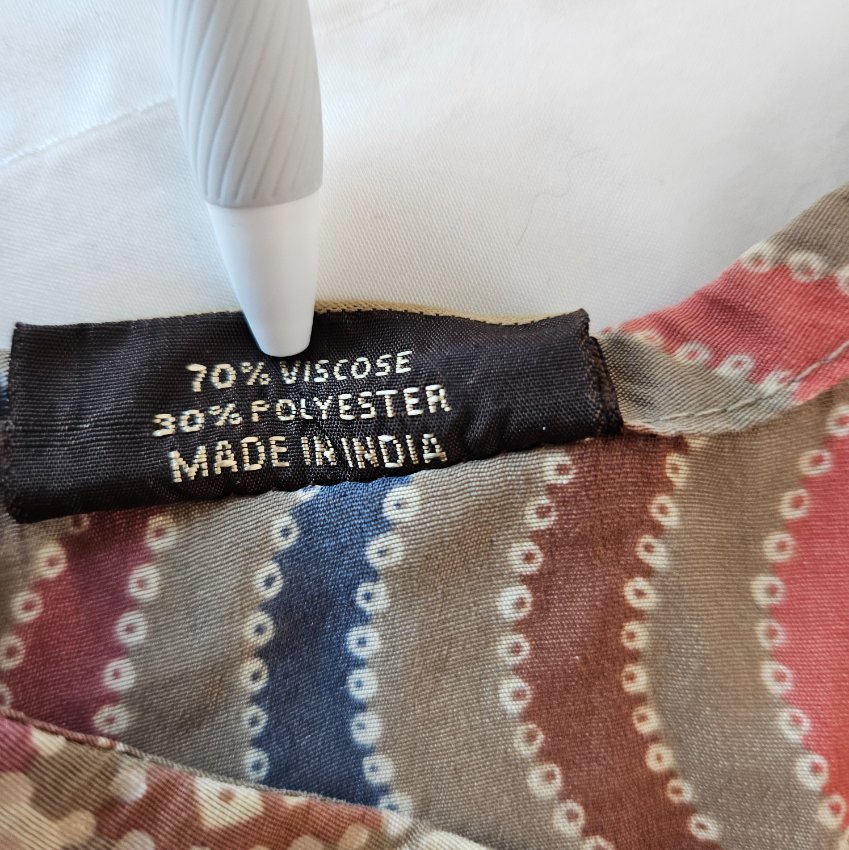 70% VISCOSE
30% POLYESTER
MADE IN INDIA